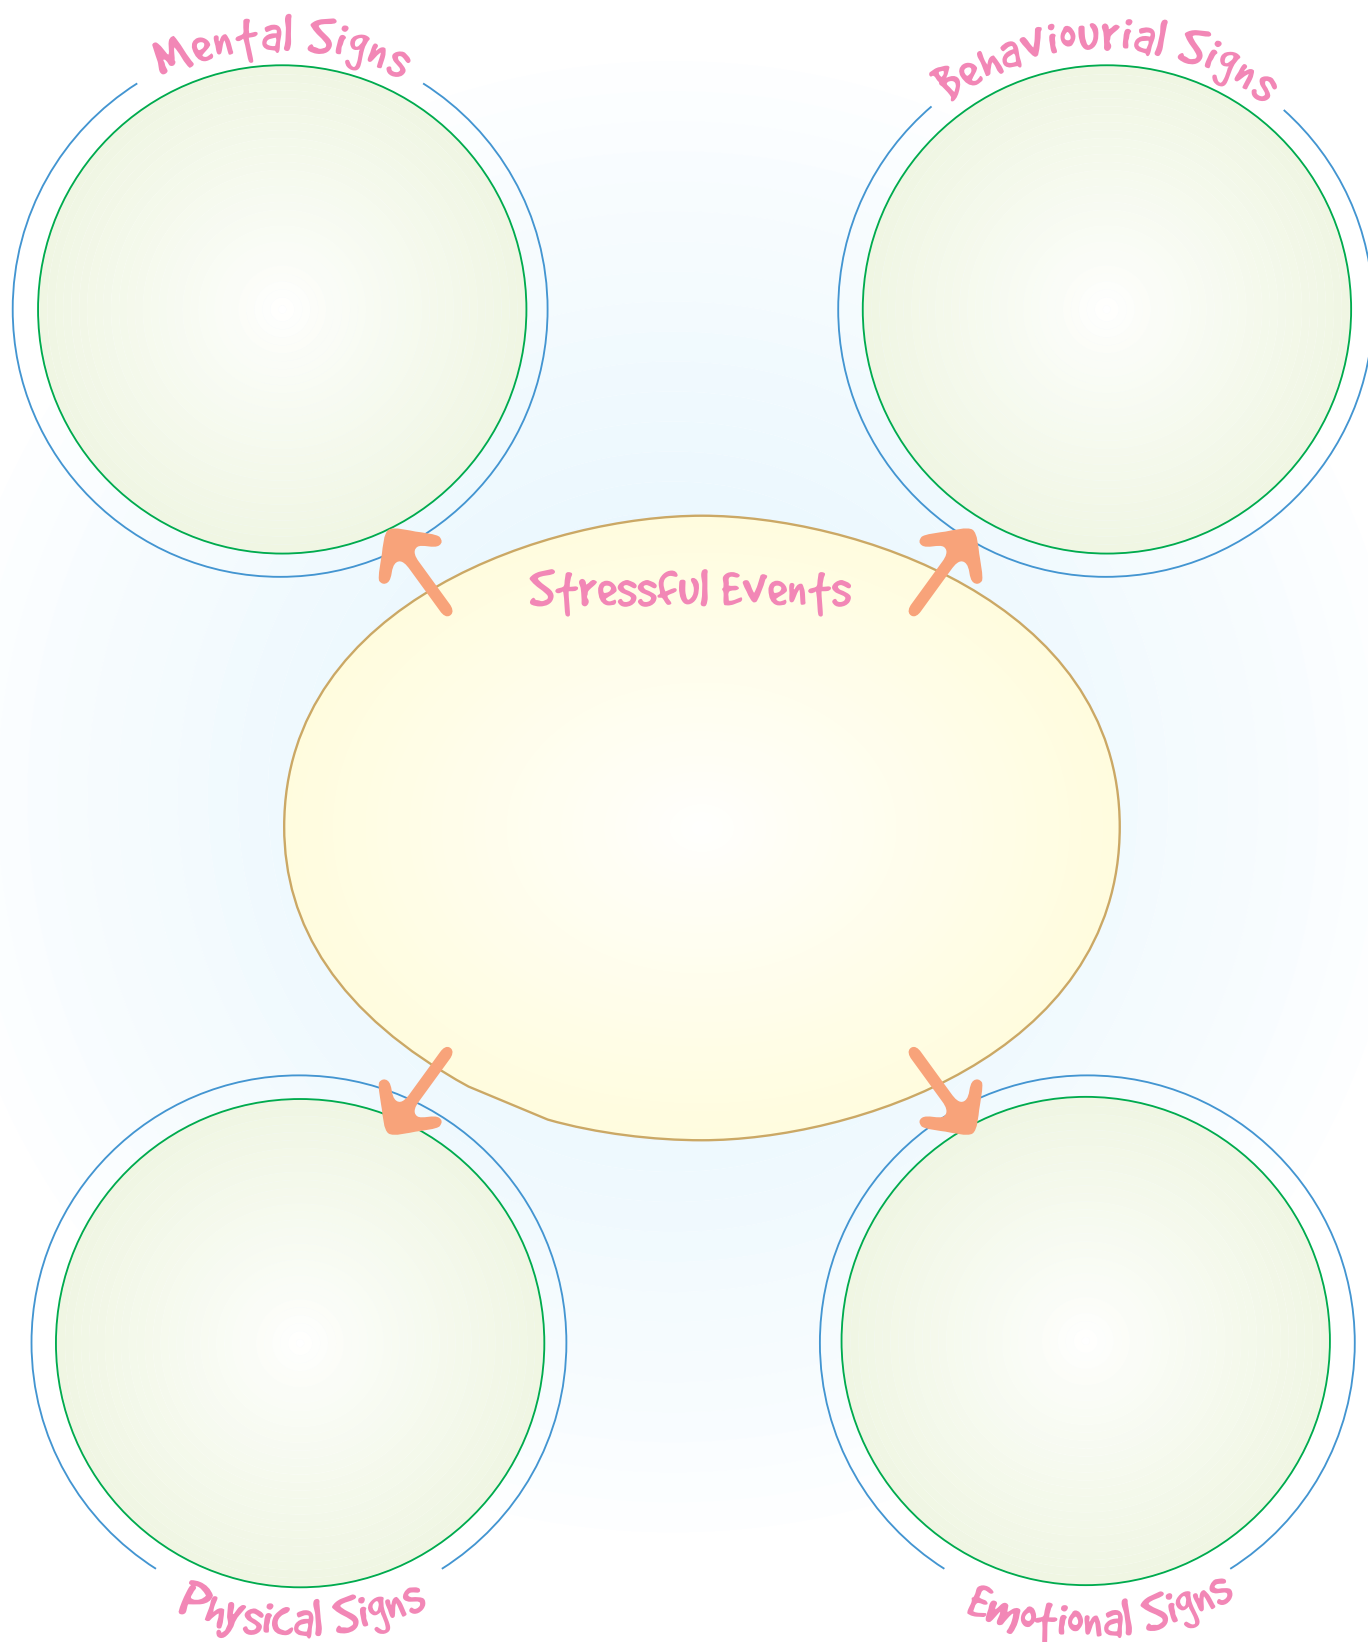 Mental Signs
Behaviourial Signs
Stressful Events
Physical Signs
Emotional Signs